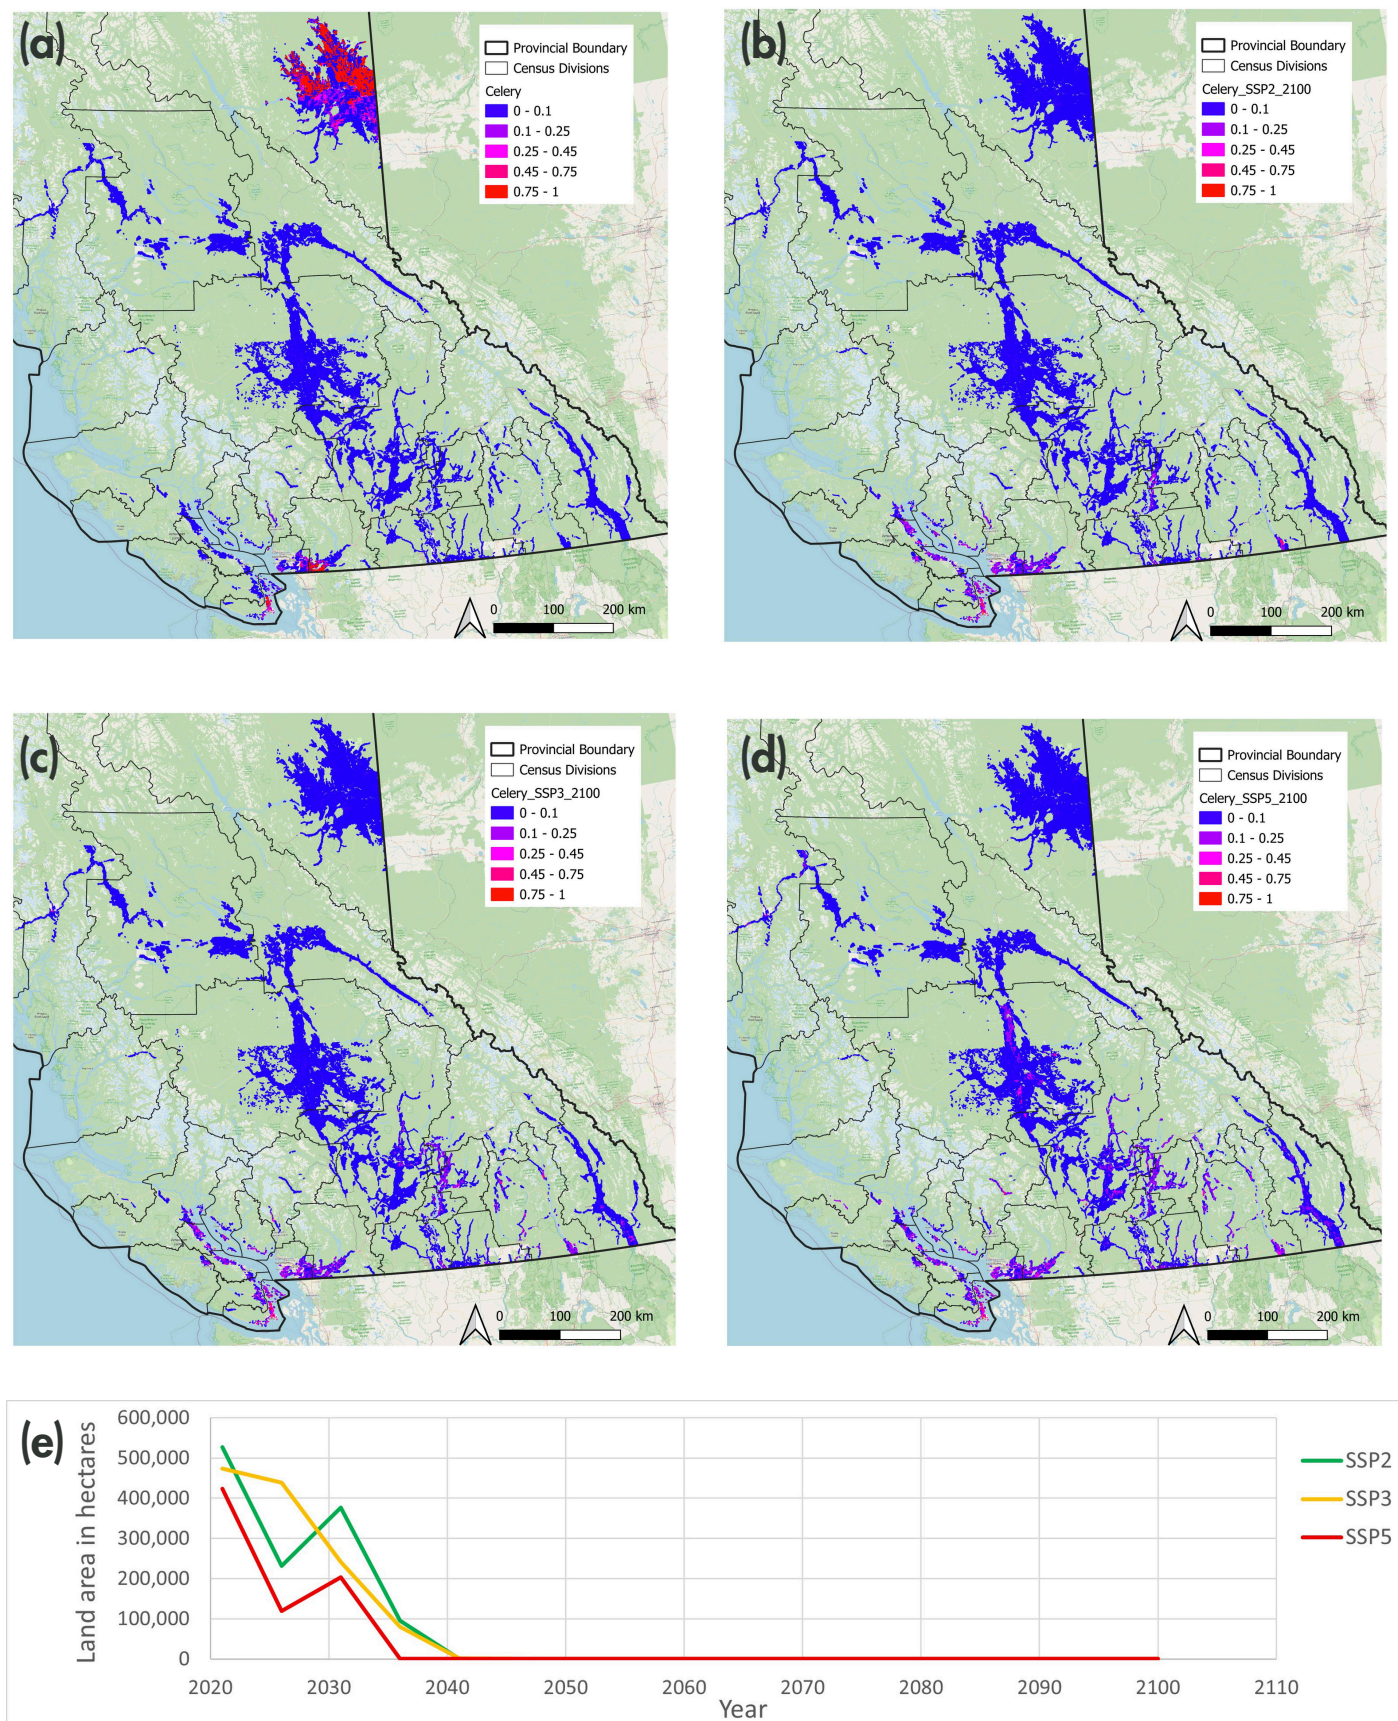 (a)
Provincial Boundary
Census Divisions
Celery
0 - 0.1
0.1 - 0.25
0.25 - 0.45
0.45 - 0.75
0.75 - 1
0 100 200 km
(b)
Provincial Boundary
Census Divisions
Celery_SSP2_2100
0 - 0.1
0.1 - 0.25
0.25 - 0.45
0.45 - 0.75
0.75 - 1
0 100 200 km
(c)
Provincial Boundary
Census Divisions
Celery_SSP3_2100
0 - 0.1
0.1 - 0.25
0.25 - 0.45
0.45 - 0.75
0.75 - 1
0 100 200 km
(d)
Provincial Boundary
Census Divisions
Celery_SSP5_2100
0 - 0.1
0.1 - 0.25
0.25 - 0.45
0.45 - 0.75
0.75 - 1
0 100 200 km
(e)
Land area in hectares
600,000
500,000
400,000
300,000
200,000
100,000
0
2020 2030 2040 2050 2060 2070 2080 2090 2100 2110
Year
SSP2
SSP3
SSP5